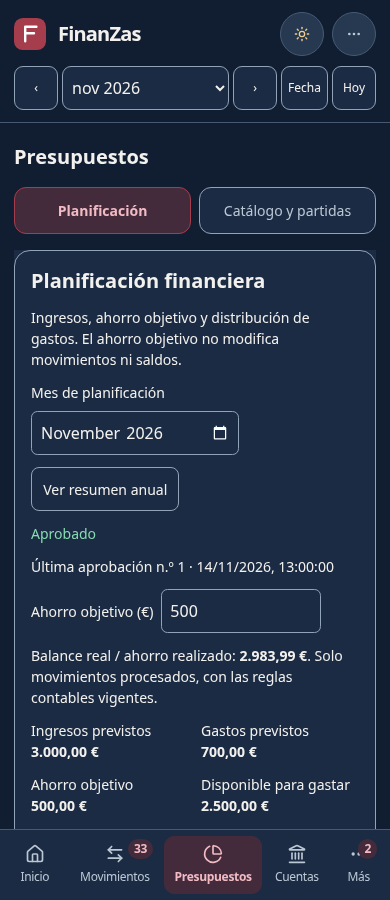 FinanZas
nov 2026
Fecha
Hoy
Presupuestos
Planificación
Catálogo y partidas
Planificación financiera
Ingresos, ahorro objetivo y distribución de
gastos. El ahorro objetivo no modifica
movimientos ni saldos.
Mes de planificación
November 2026
Ver resumen anual
Aprobado
Última aprobación n.º 1 · 14/11/2026, 13:00:00
Ahorro objetivo (€) 500
Balance real / ahorro realizado: 2.983,99 €. Solo
movimientos procesados, con las reglas
contables vigentes.
Ingresos previstos
3.000,00 €
Gastos previstos
700,00 €
Ahorro objetivo
500,00 €
Disponible para gastar
2.500,00 €
Inicio
33
Movimientos
Presupuestos
Cuentas
2
Más